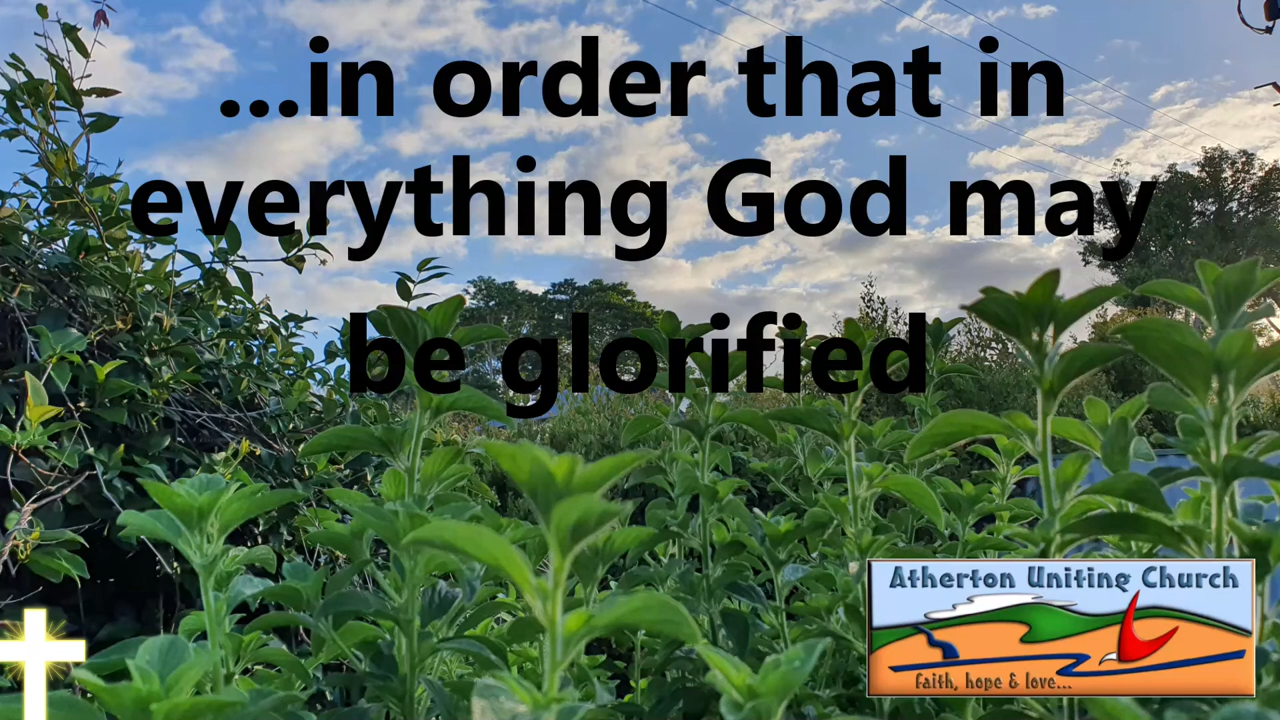 ...in order that in
everything God may
be glorified
Atherton Uniting Church
faith, hope & love...